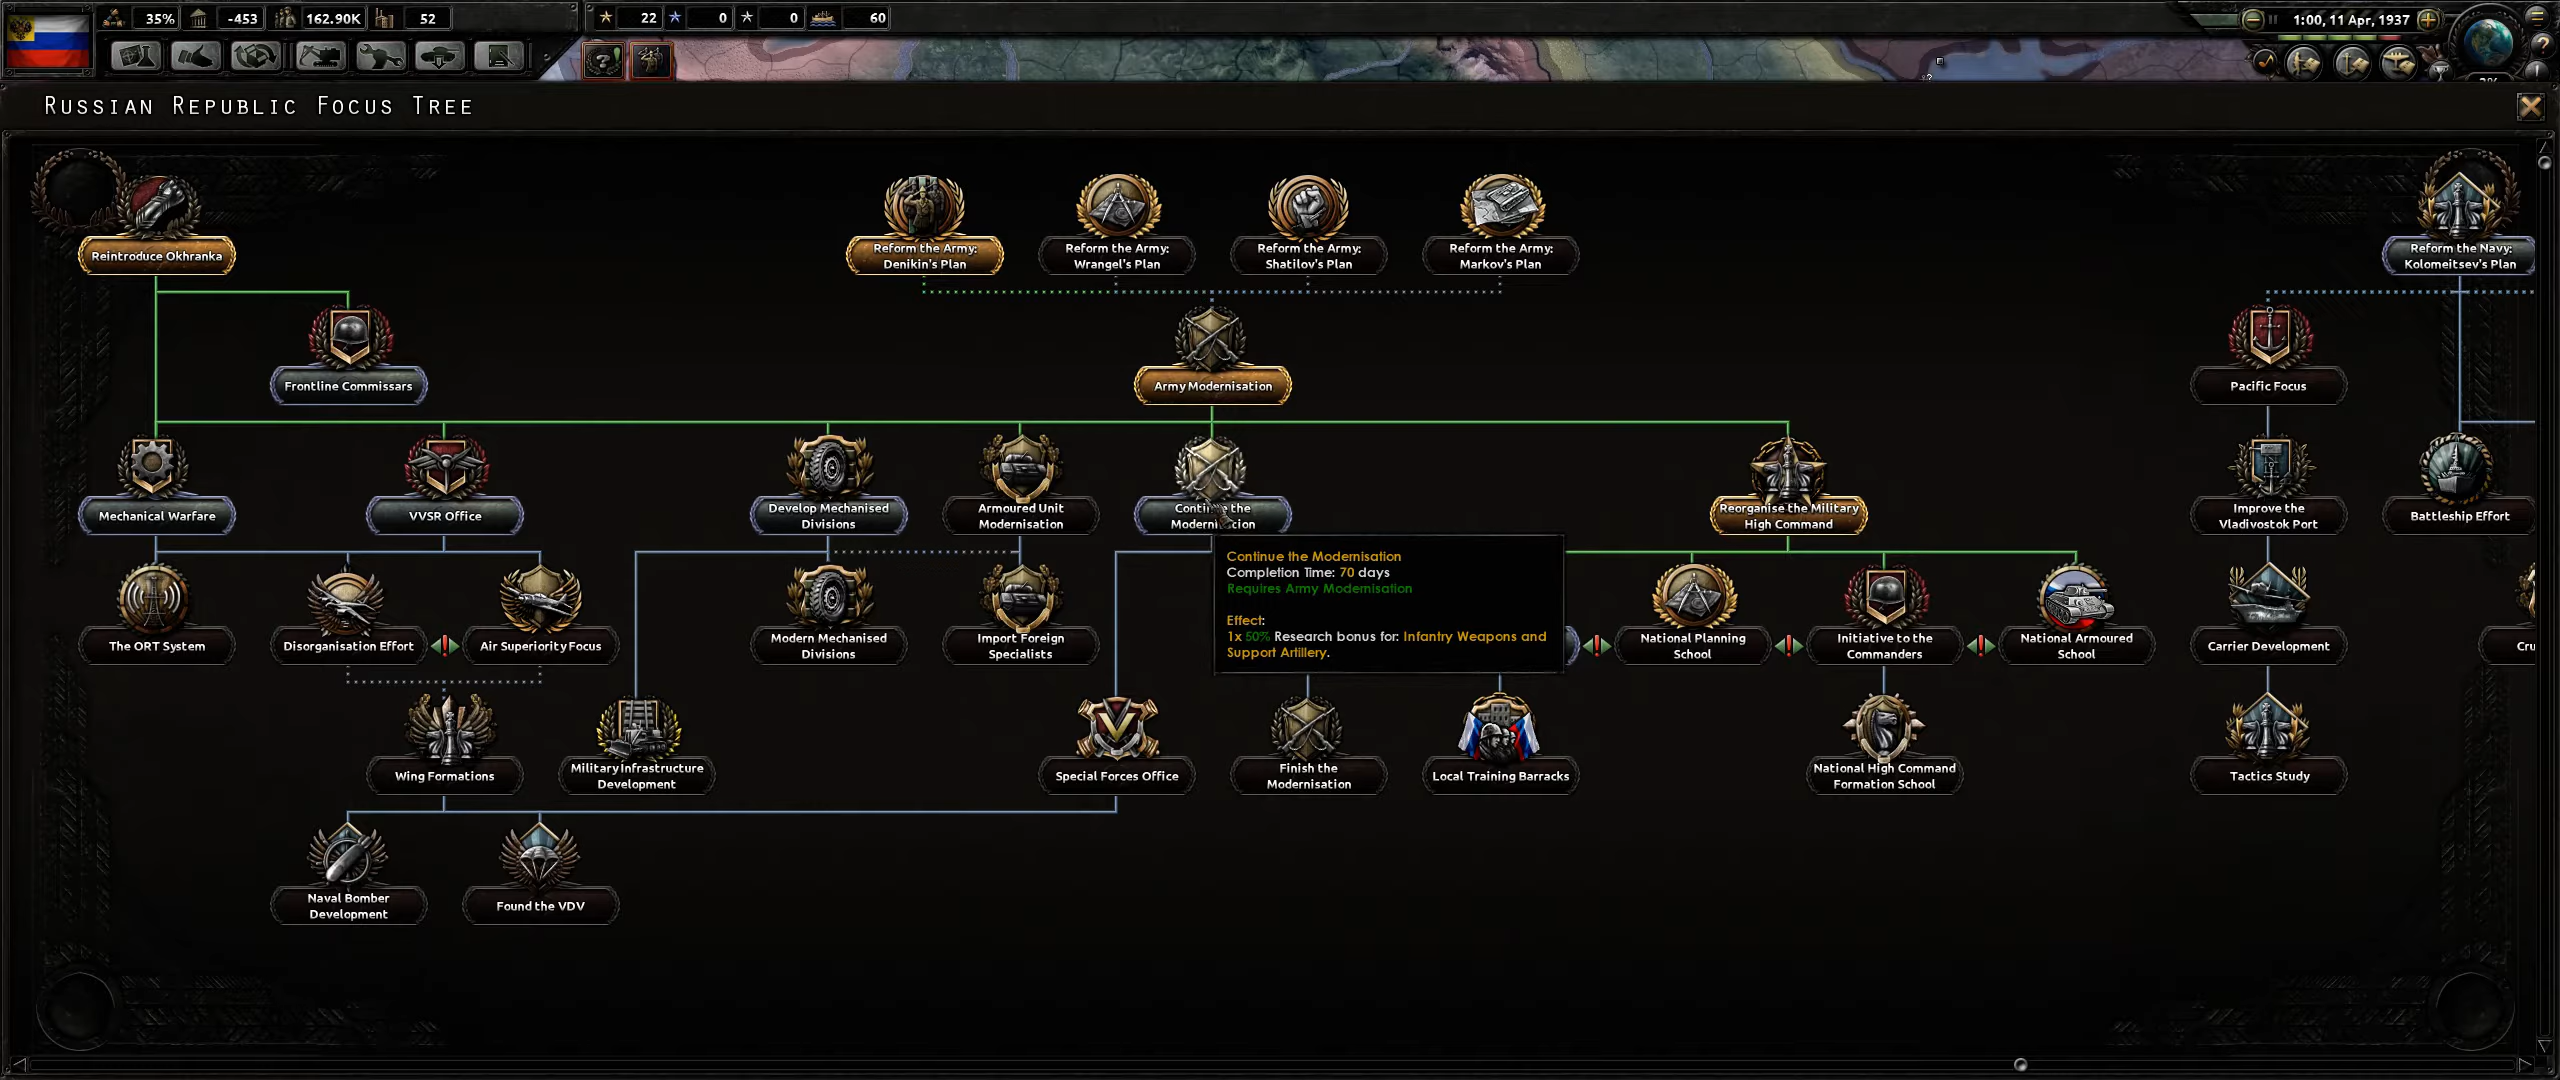 35% -453 162.90K 52 22 0 0 60 1:00, 11 Apr, 1937
Russian Republic Focus Tree
Reintroduce Okhranka
Reform the Army:
Denikin's Plan
Reform the Army:
Wrangel's Plan
Reform the Army:
Shatilov's Plan
Reform the Army:
Markov's Plan
Reform the Navy:
Kolomeitsev's Plan
Frontline Commissars
Army Modernisation
Pacific Focus
Mechanical Warfare
VVSR Office
Develop Mechanised
Divisions
Armoured Unit
Modernisation
Continue the
Reorganise the Military
High Command
Improve the
Vladivostok Port
Battleship Effort
Continue the Modernisation
Completion Time: 70 days
Requires Army Modernisation
Effect:
1x 50% Research bonus for: Infantry Weapons and
Support Artillery.
The ORT System
Disorganisation Effort
Air Superiority Focus
Modern Mechanised
Divisions
Import Foreign
Specialists
National Planning
School
Initiative to the
Commanders
National Armoured
School
Carrier Development
Cru
Wing Formations
Military Infrastructure
Development
Special Forces Office
Finish the
Modernisation
Local Training Barracks
National High Command
Formation School
Tactics Study
Naval Bomber
Development
Found the VDV